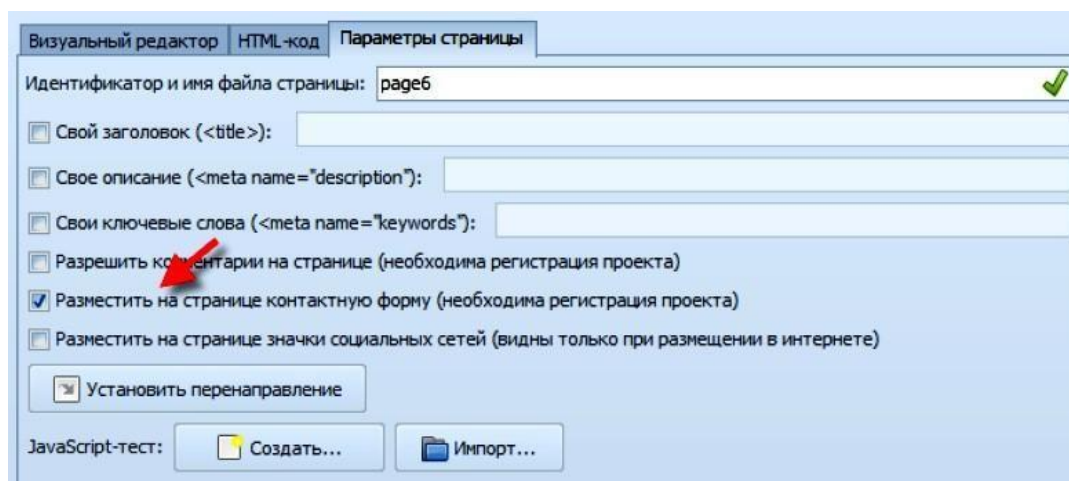 Визуальный редактор HTML-код Параметры страницы
Идентификатор и имя файла страницы: page6
Свой заголовок (<title>):
Свое описание (<meta name="description"):
Свои ключевые слова (<meta name="keywords"):
Разрешить комментарии на странице (необходима регистрация проекта)
Разместить на странице контактную форму (необходима регистрация проекта)
Разместить на странице значки социальных сетей (видны только при размещении в интернете)
Установить перенаправление
JavaScript-тест: Создать... Импорт...